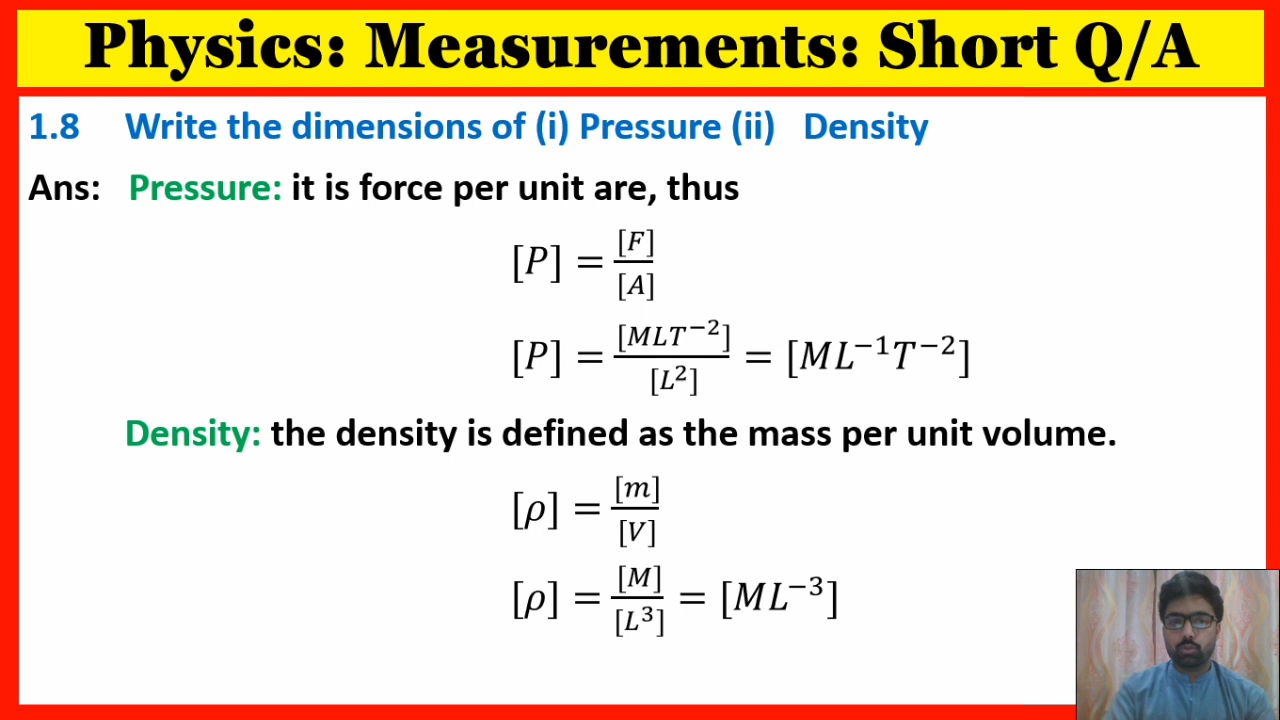 Physics: Measurements: Short Q/A
1.8 Write the dimensions of (i) Pressure (ii) Density
Ans: Pressure: it is force per unit are, thus
[P] = [F]/[A]
[P] = [MLT⁻²]/[L²] = [ML⁻¹T⁻²]
Density: the density is defined as the mass per unit volume.
[ρ] = [m]/[V]
[ρ] = [M]/[L³] = [ML⁻³]